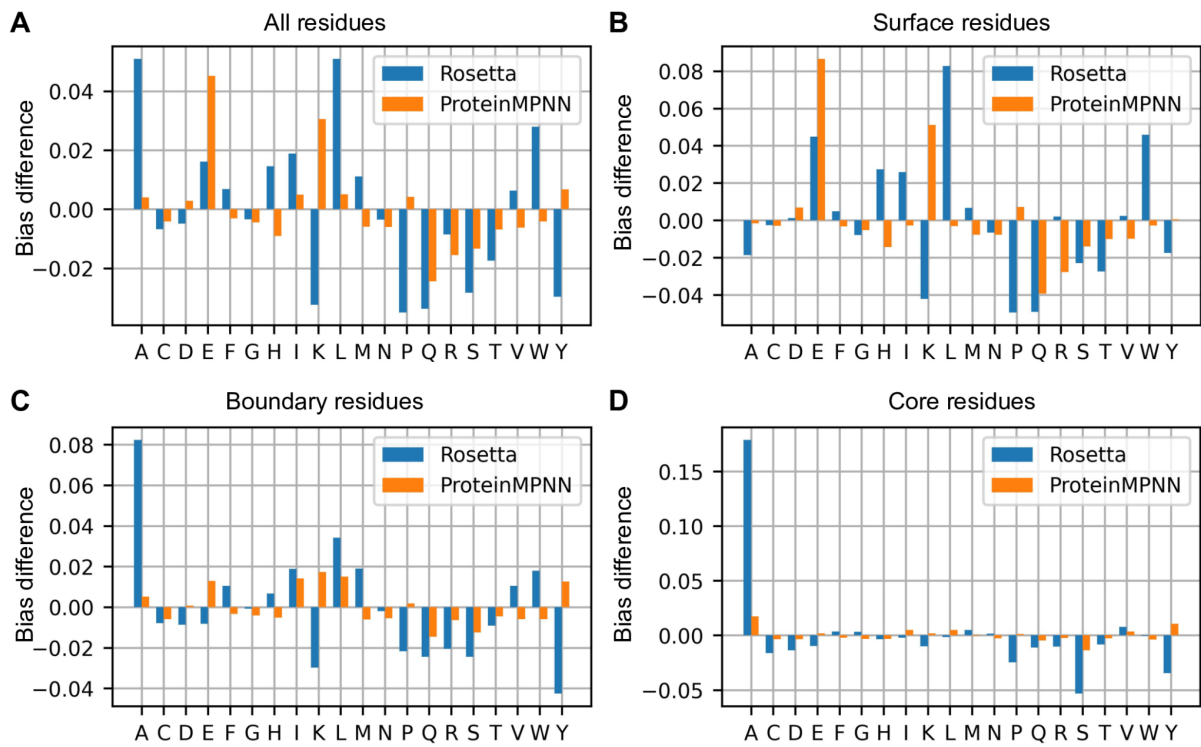 A
All residues
Bias difference
0.04
0.02
0.00
−0.02
Rosetta
ProteinMPNN
A C D E F G H I K L M N P Q R S T V W Y
B
Surface residues
Bias difference
0.08
0.06
0.04
0.02
0.00
−0.02
−0.04
Rosetta
ProteinMPNN
A C D E F G H I K L M N P Q R S T V W Y
C
Boundary residues
Bias difference
0.08
0.06
0.04
0.02
0.00
−0.02
−0.04
Rosetta
ProteinMPNN
A C D E F G H I K L M N P Q R S T V W Y
D
Core residues
Bias difference
0.15
0.10
0.05
0.00
−0.05
Rosetta
ProteinMPNN
A C D E F G H I K L M N P Q R S T V W Y